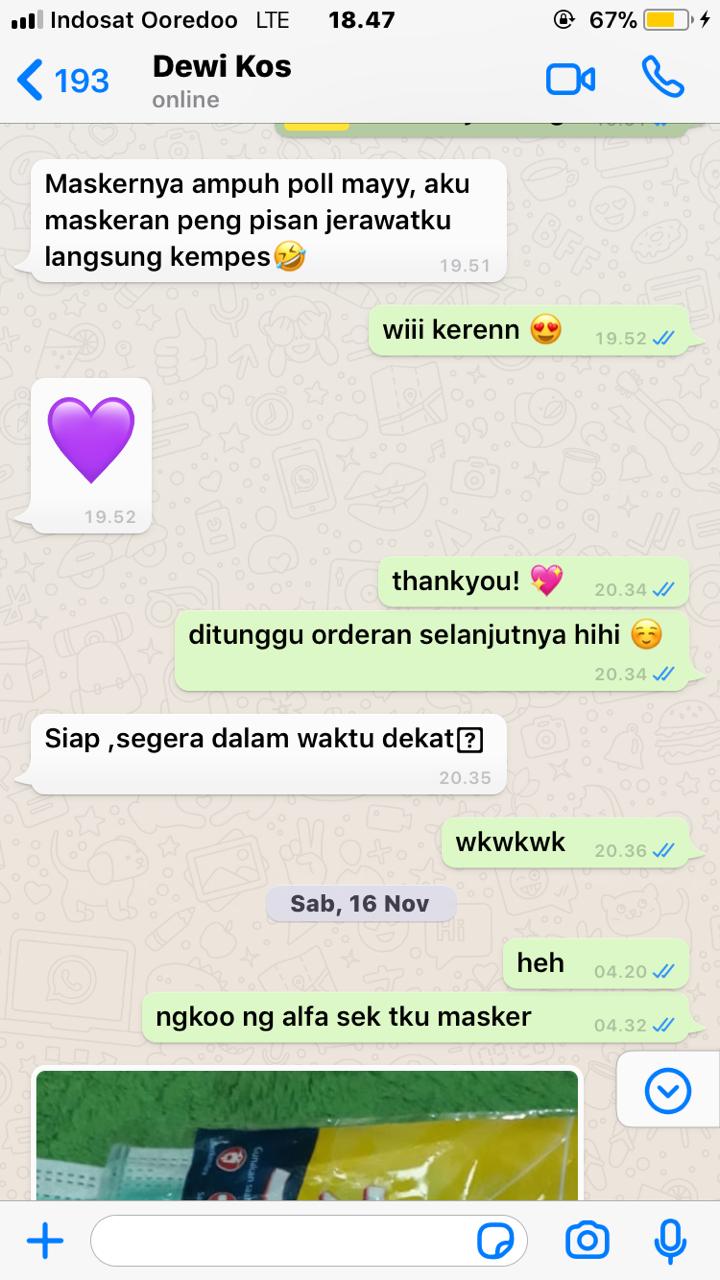 Indosat Ooredoo LTE 18.47 67%
193
Dewi Kos
online
Maskernya ampuh poll mayy, aku
maskeran peng pisan jerawatku
langsung kempes🤣 19.51
wiii kerenn 😍 19.52
💜
19.52
thankyou! 💖 20.34
ditunggu orderan selanjutnya hihi ☺️
20.34
Siap ,segera dalam waktu dekat⍰
20.35
wkwkwk 20.36
Sab, 16 Nov
heh 04.20
ngkoo ng alfa sek tku masker 04.32